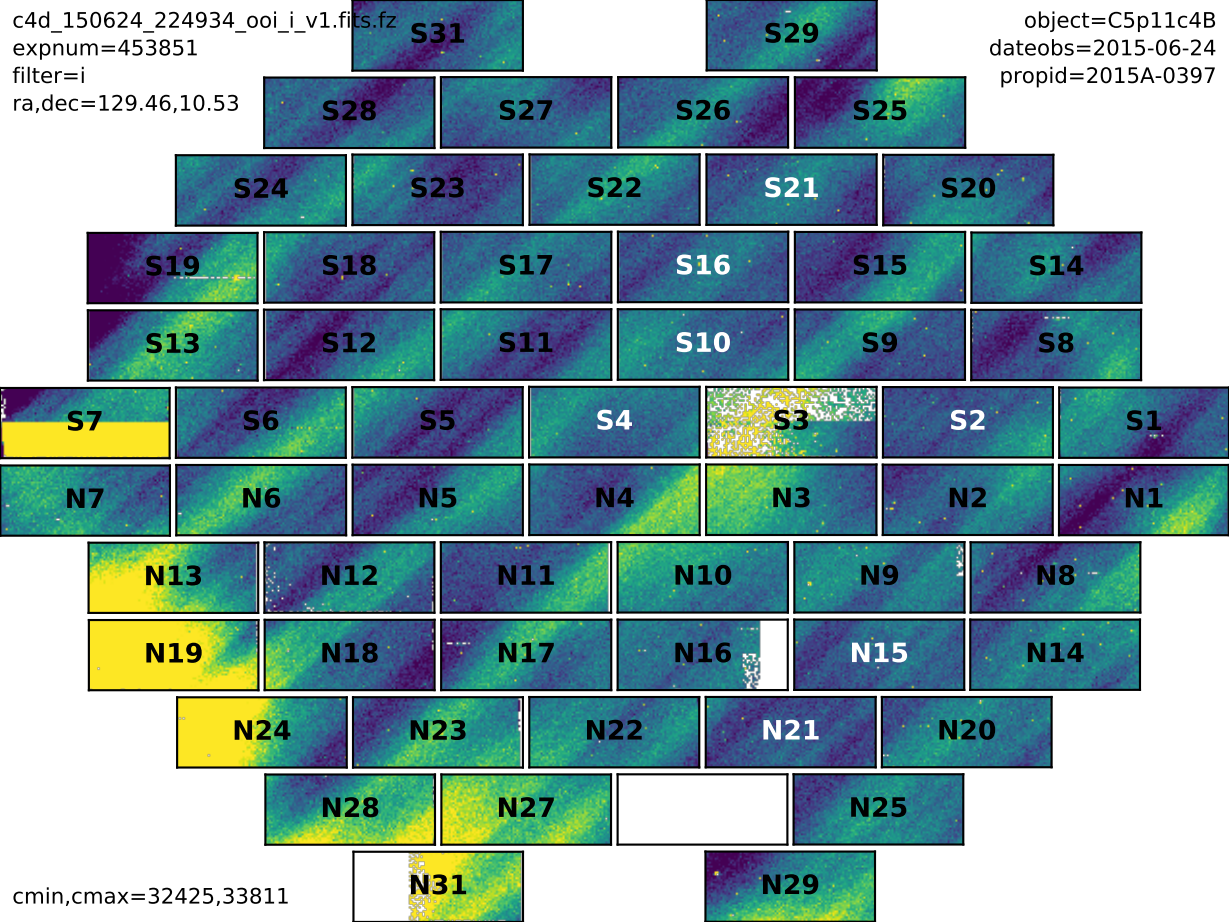 c4d_150624_224934_ooi_i_v1.fits.fz
expnum=453851
filter=i
ra,dec=129.46,10.53
object=C5p11c4B
dateobs=2015-06-24
propid=2015A-0397
S31 S29
S28 S27 S26 S25
S24 S23 S22 S21 S20
S19 S18 S17 S16 S15 S14
S13 S12 S11 S10 S9 S8
S7 S6 S5 S4 S3 S2 S1
N7 N6 N5 N4 N3 N2 N1
N13 N12 N11 N10 N9 N8
N19 N18 N17 N16 N15 N14
N24 N23 N22 N21 N20
N28 N27 N25
N31 N29
cmin,cmax=32425,33811